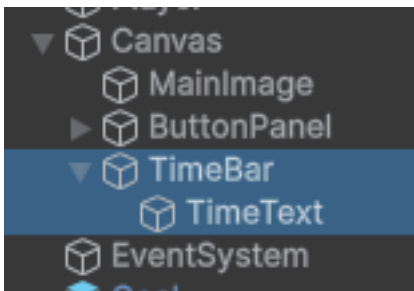 Canvas
MainImage
ButtonPanel
TimeBar
TimeText
EventSystem